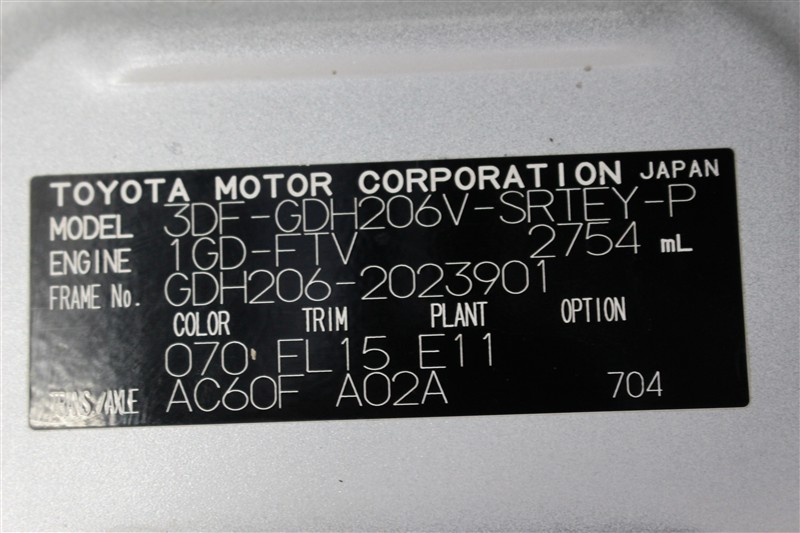 TOYOTA MOTOR CORPORATION JAPAN
MODEL 3DF-GDH206V-SRTEY-P
ENGINE 1GD-FTV 2754 mL
FRAME No. GDH206-2023901
COLOR TRIM PLANT OPTION
070 FL15 E11
TRANS/AXLE AC60F A02A 704